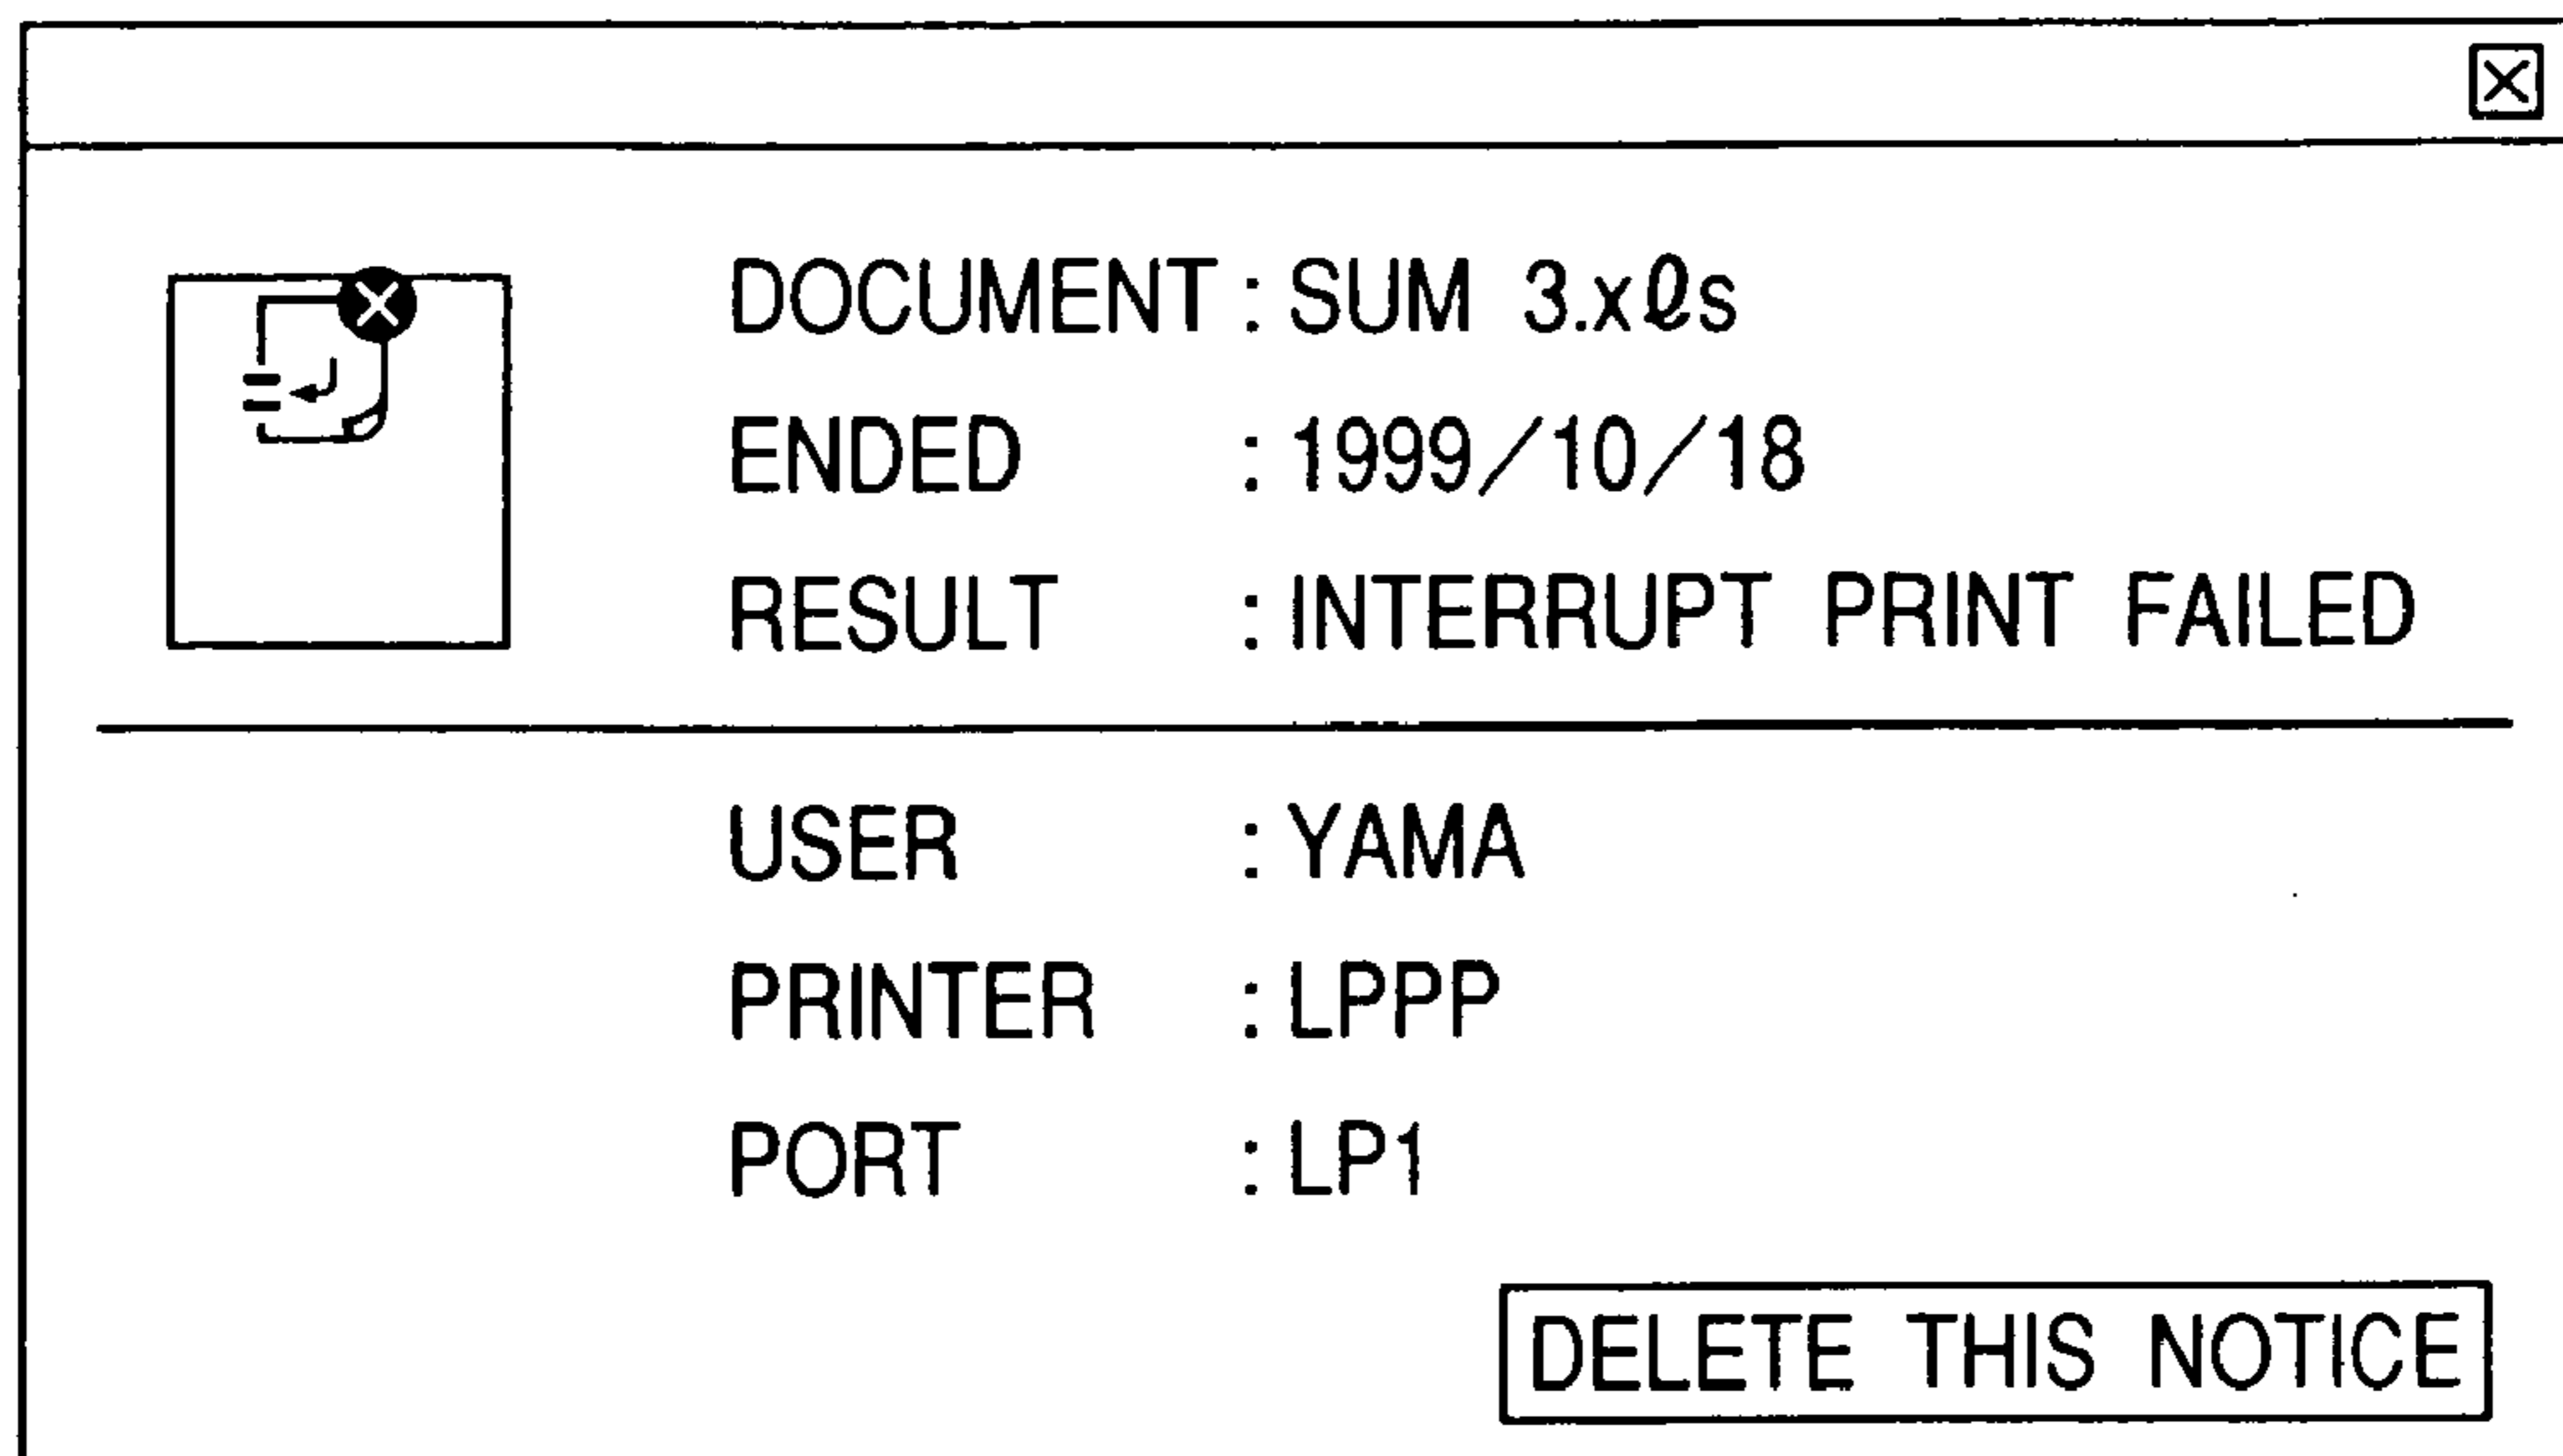 DOCUMENT : SUM 3.xℓs
ENDED : 1999/10/18
RESULT : INTERRUPT PRINT FAILED
USER : YAMA
PRINTER : LPPP
PORT : LP1
DELETE THIS NOTICE